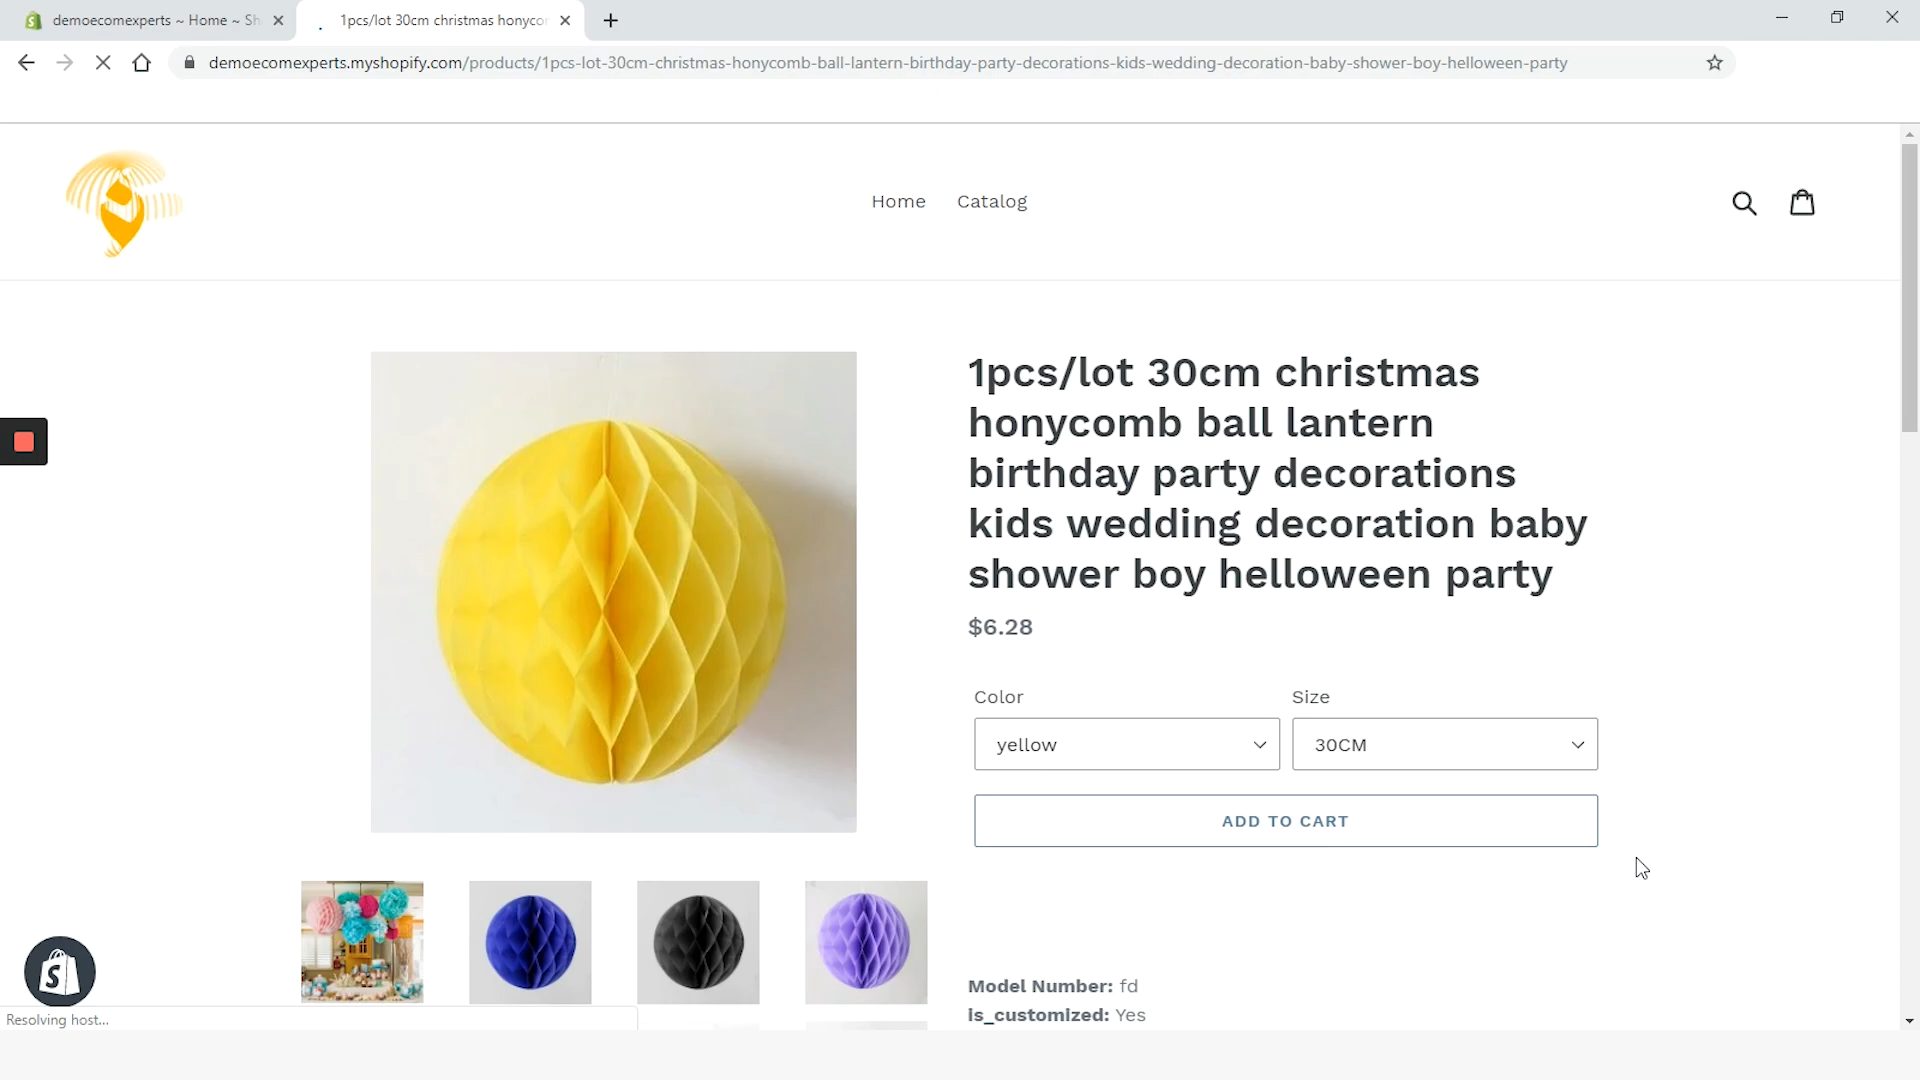 demoecomexperts ~ Home ~ Sh
1pcs/lot 30cm christmas honyco
demoecomexperts.myshopify.com/products/1pcs-lot-30cm-christmas-honycomb-ball-lantern-birthday-party-decorations-kids-wedding-decoration-baby-shower-boy-helloween-party
Home Catalog
1pcs/lot 30cm christmas
honycomb ball lantern
birthday party decorations
kids wedding decoration baby
shower boy helloween party
$6.28
Color Size
yellow 30CM
ADD TO CART
Model Number: fd
is_customized: Yes
Resolving host...